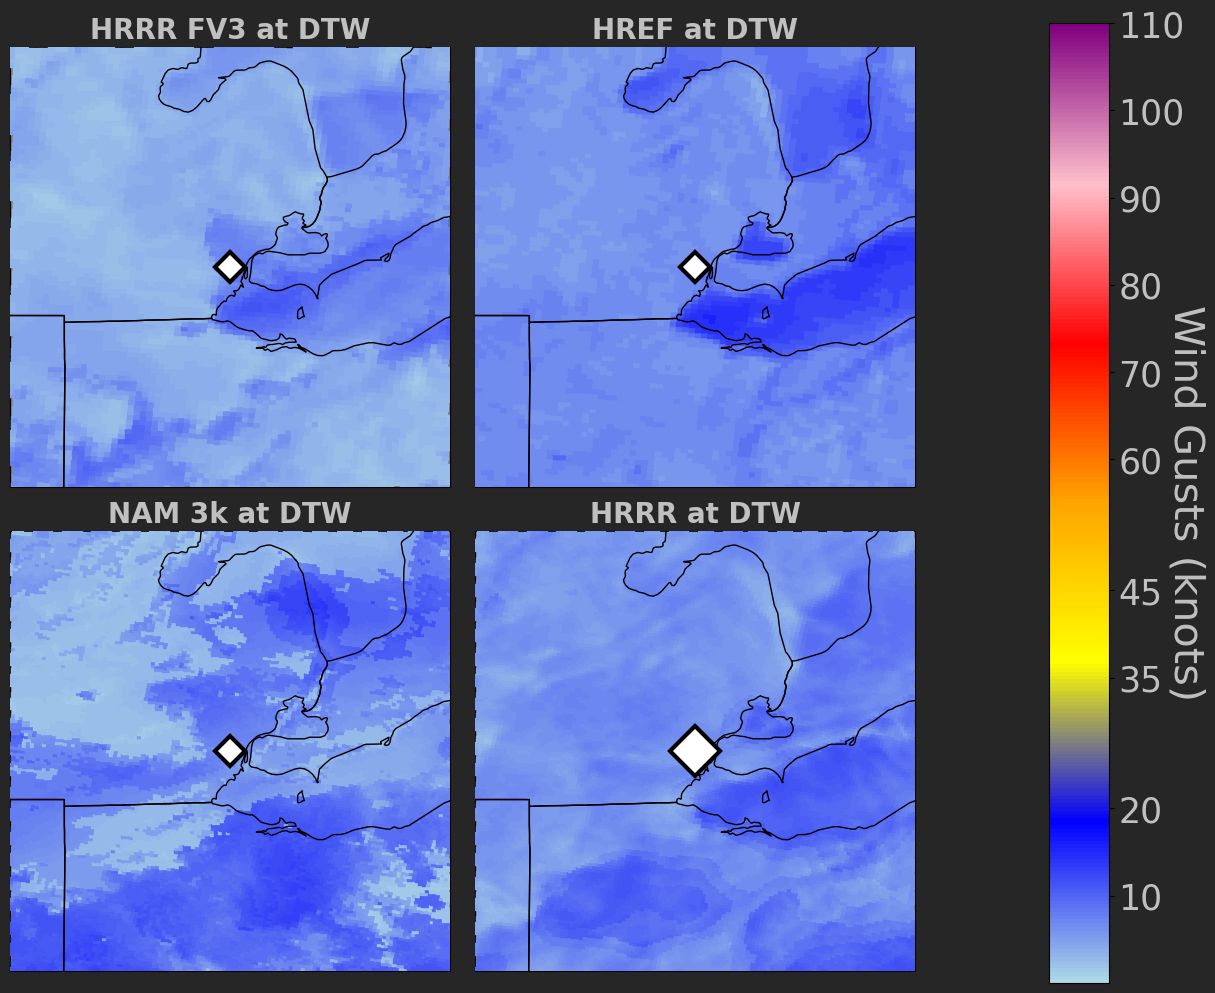 HRRR FV3 at DTW
HREF at DTW
NAM 3k at DTW
HRRR at DTW
110
100
90
80
70
60
45
35
20
10
Wind Gusts (knots)